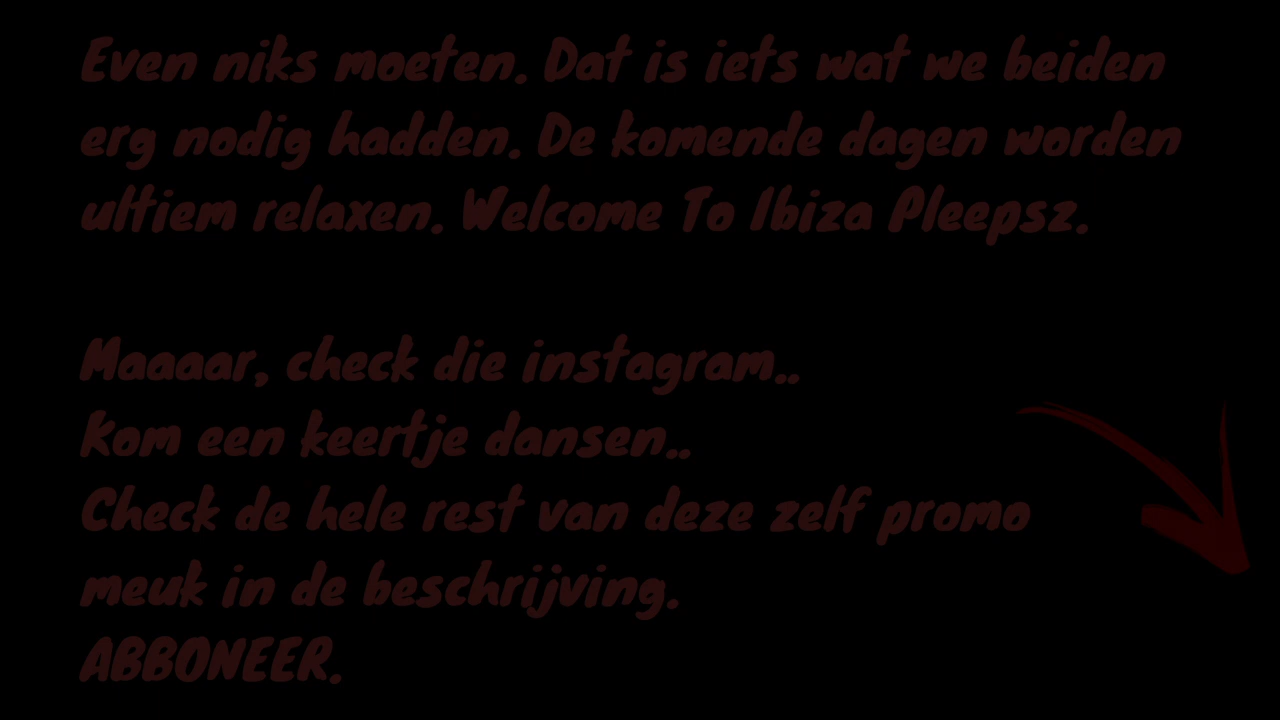 Even niks moeten. Dat is iets wat we beiden
erg nodig hadden. De komende dagen worden
ultiem relaxen. Welcome To Ibiza Pleepsz.
Maaaar, check die instagram..
Kom een keertje dansen..
Check de hele rest van deze zelf promo
meuk in de beschrijving.
ABBONEER.